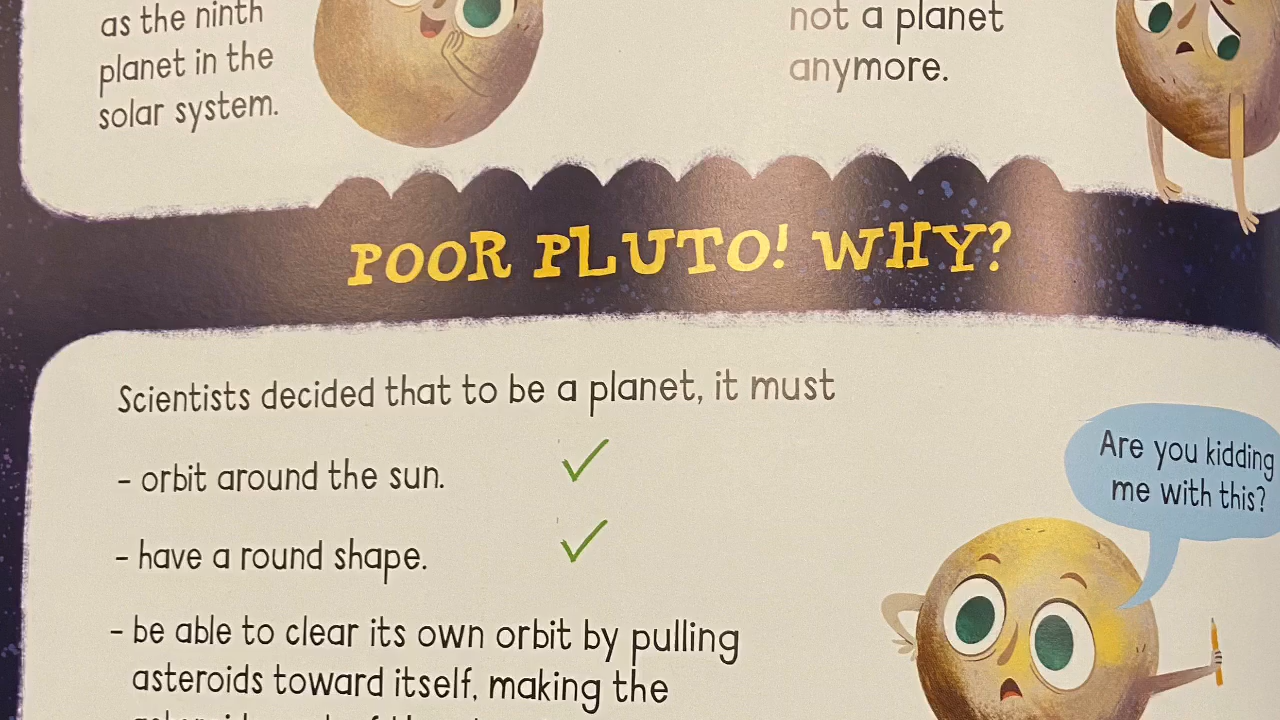 as the ninth
planet in the
solar system.
not a planet
anymore.
POOR PLUTO! WHY?
Scientists decided that to be a planet, it must
- orbit around the sun.
- have a round shape.
- be able to clear its own orbit by pulling
asteroids toward itself, making the
Are you kidding
me with this?